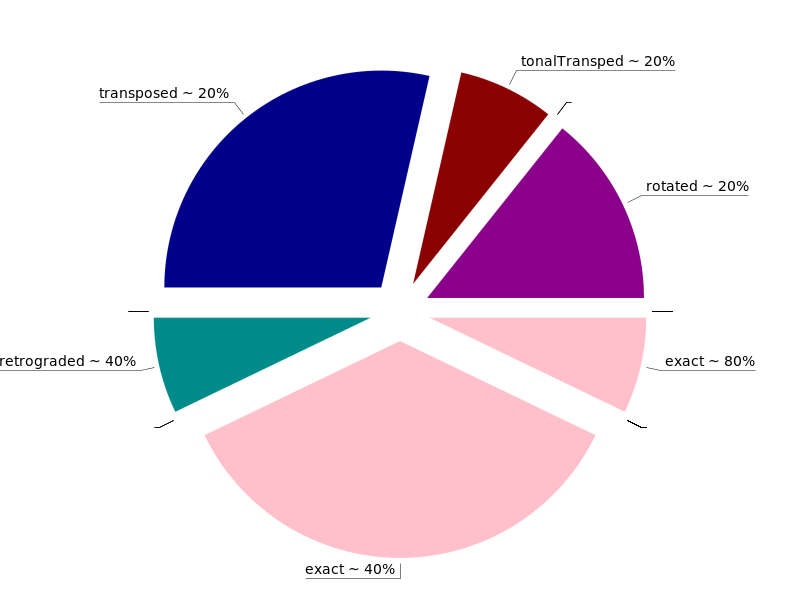 tonalTransped ~ 20%
transposed ~ 20%
rotated ~ 20%
retrograded ~ 40%
exact ~ 80%
exact ~ 40%